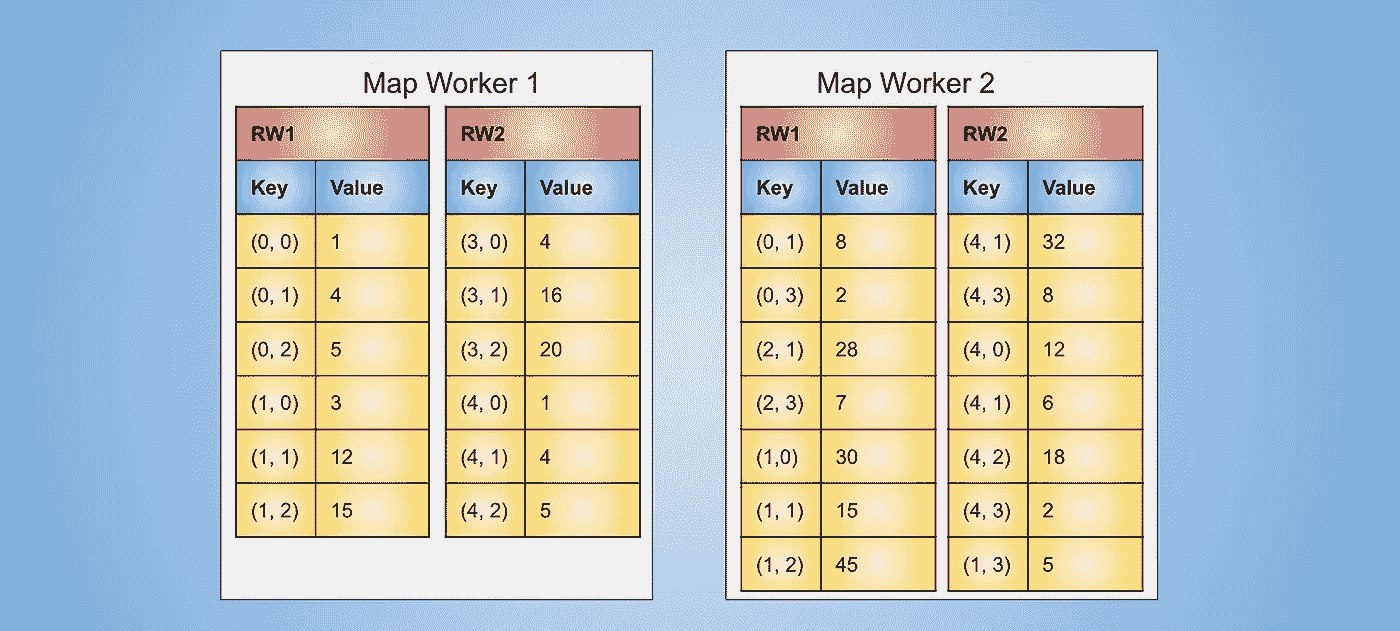 Map Worker 1
RW1
Key Value
(0, 0) 1
(0, 1) 4
(0, 2) 5
(1, 0) 3
(1, 1) 12
(1, 2) 15
RW2
Key Value
(3, 0) 4
(3, 1) 16
(3, 2) 20
(4, 0) 1
(4, 1) 4
(4, 2) 5
Map Worker 2
RW1
Key Value
(0, 1) 8
(0, 3) 2
(2, 1) 28
(2, 3) 7
(1,0) 30
(1, 1) 15
(1, 2) 45
RW2
Key Value
(4, 1) 32
(4, 3) 8
(4, 0) 12
(4, 1) 6
(4, 2) 18
(4, 3) 2
(1, 3) 5